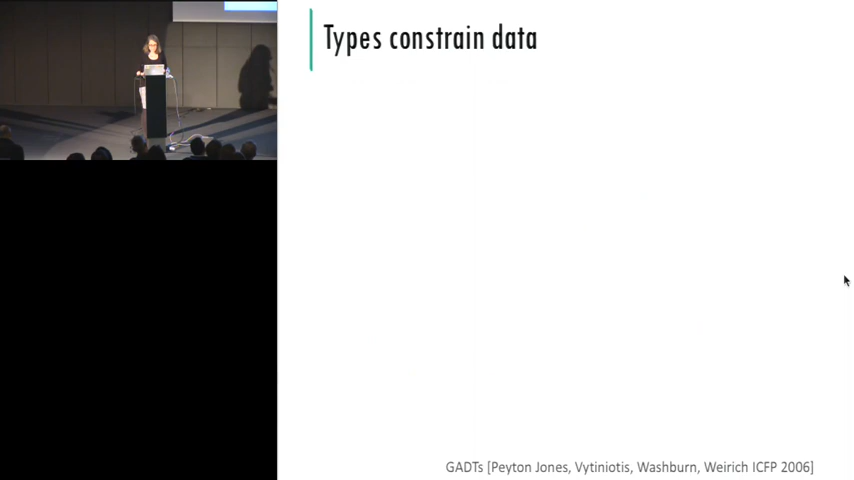 Types constrain data
GADTs [Peyton Jones, Vytiniotis, Washburn, Weirich ICFP 2006]